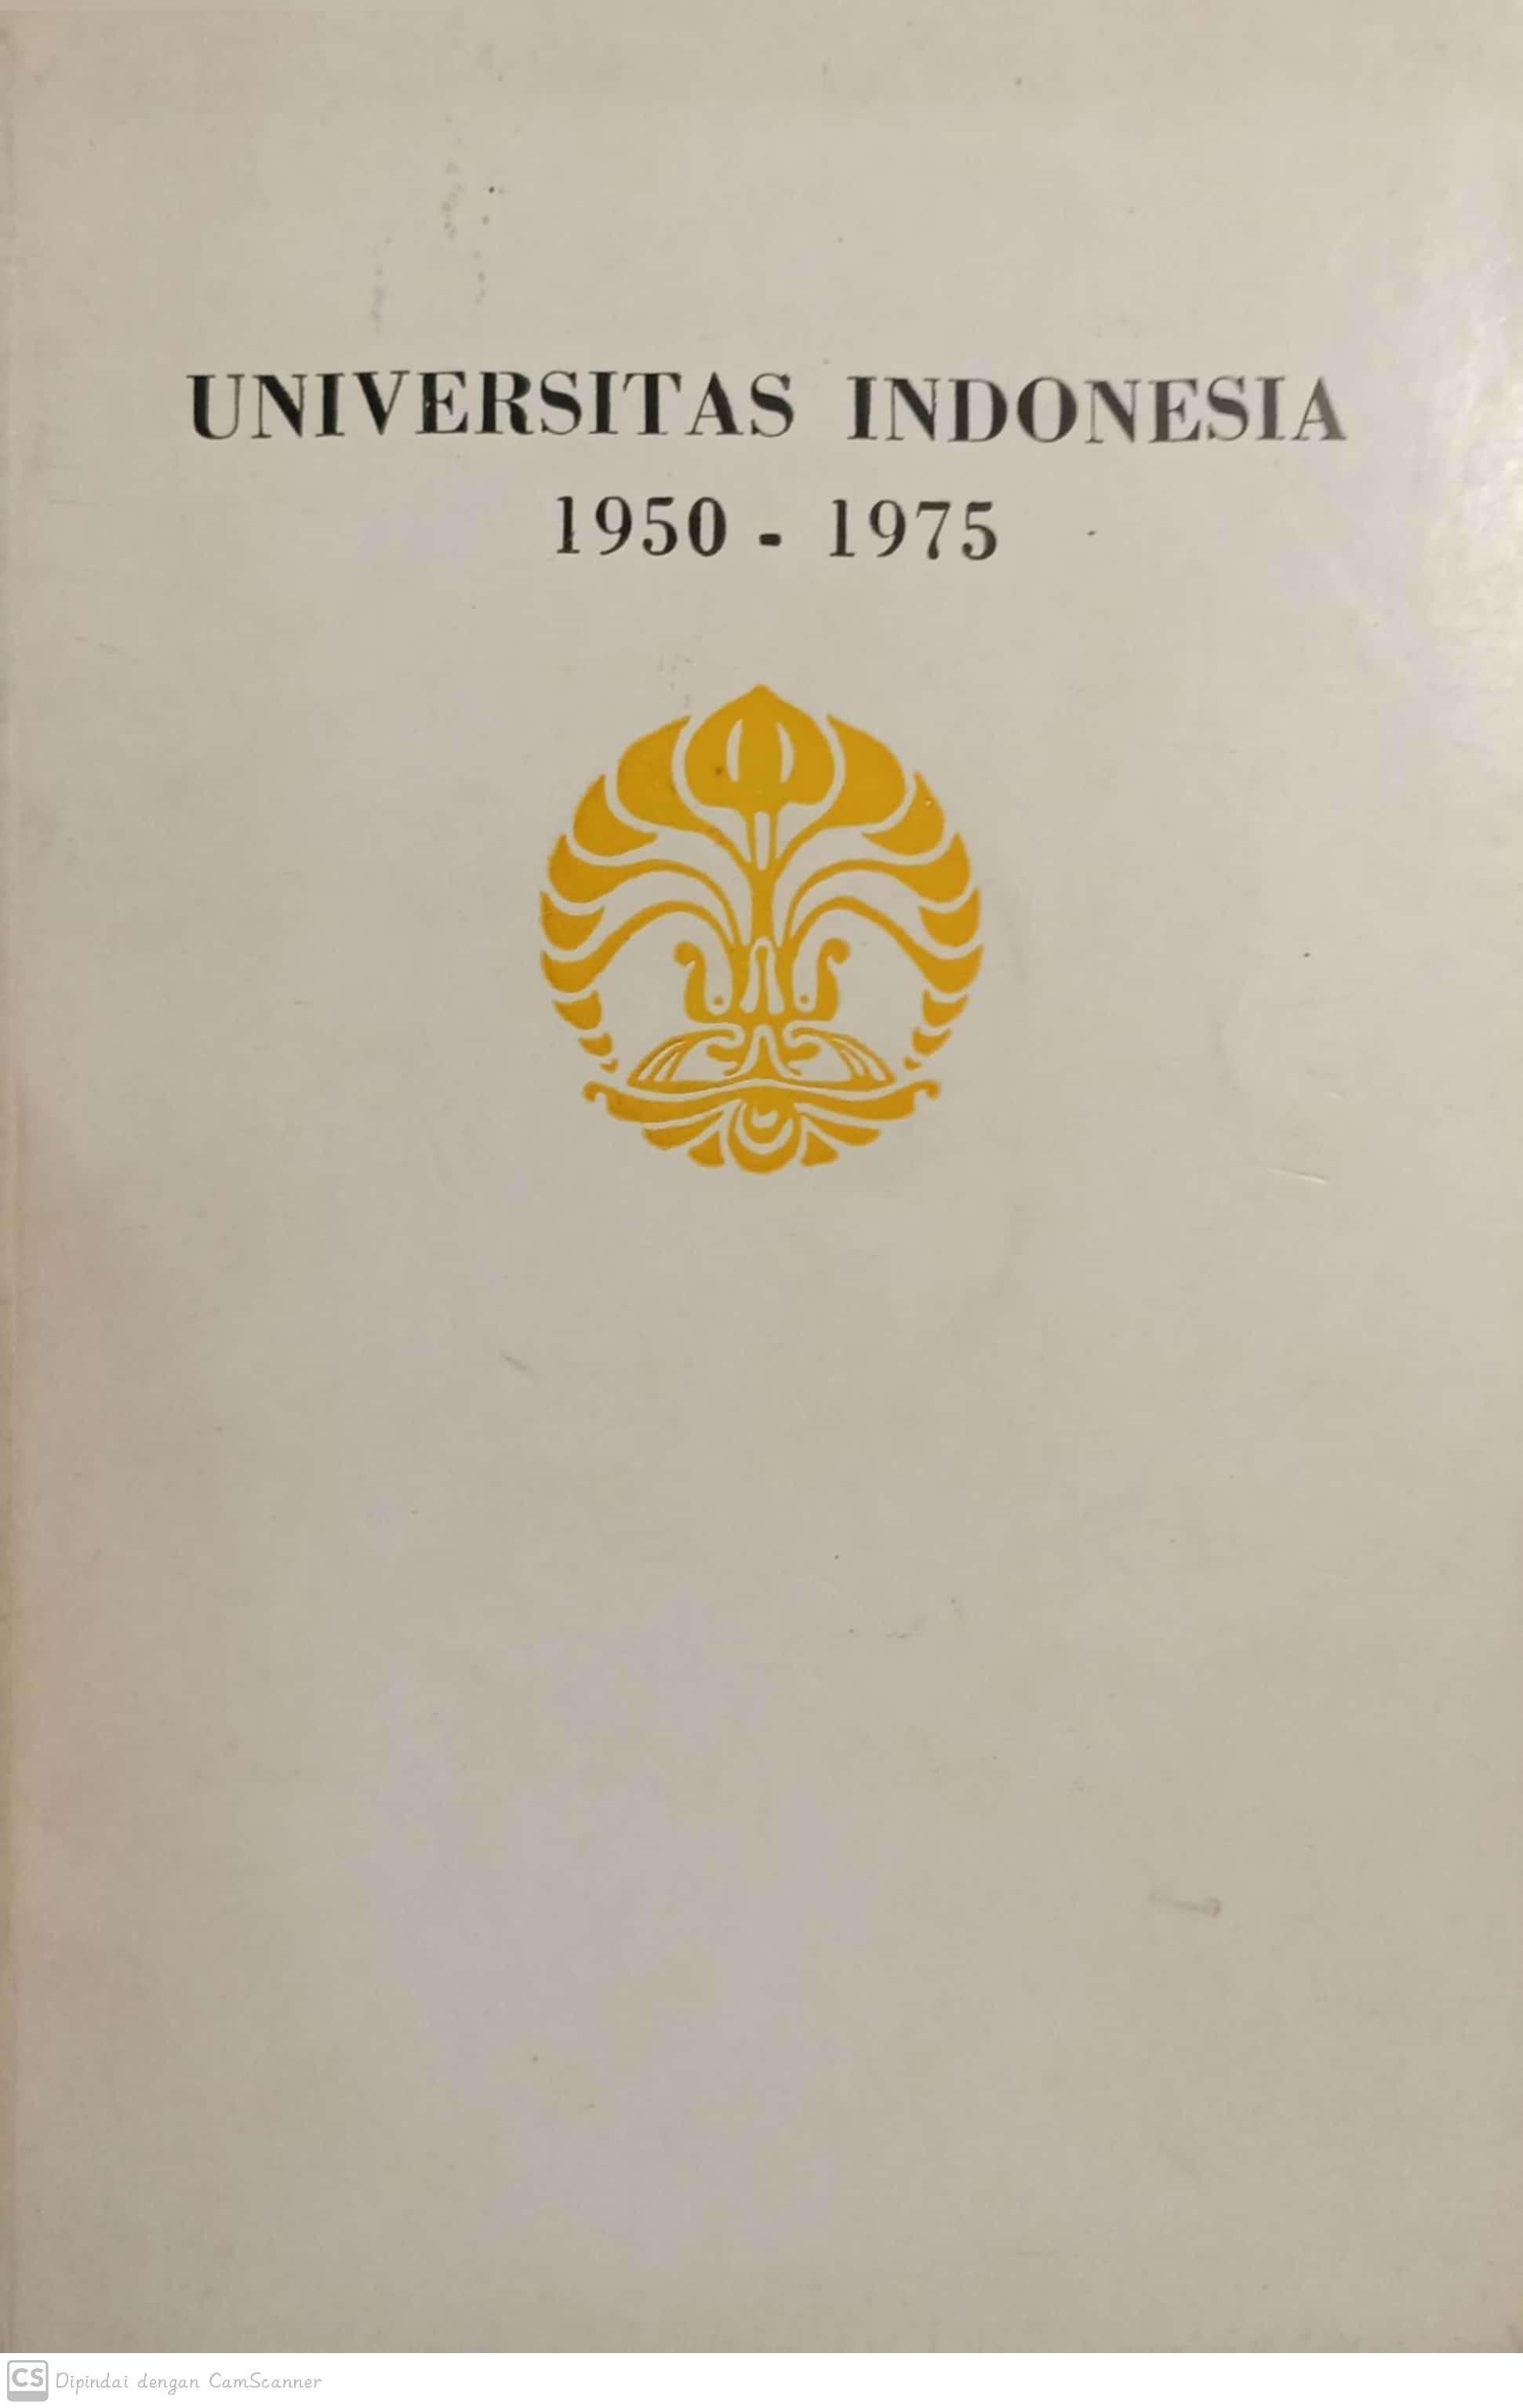 UNIVERSITAS INDONESIA
1950 - 1975
CS Dipindai dengan CamScanner